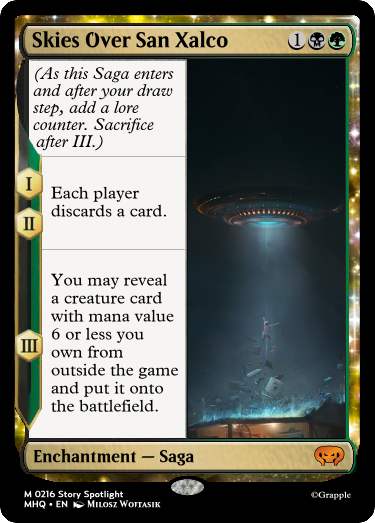 Skies Over San Xalco 1
(As this Saga enters
and after your draw
step, add a lore
counter. Sacrifice
after III.)
I
II
Each player
discards a card.
III
You may reveal
a creature card
with mana value
6 or less you
own from
outside the game
and put it onto
the battlefield.
Enchantment — Saga
M 0216 Story Spotlight
MHQ • EN Milosz Wojtasik
©Grapple